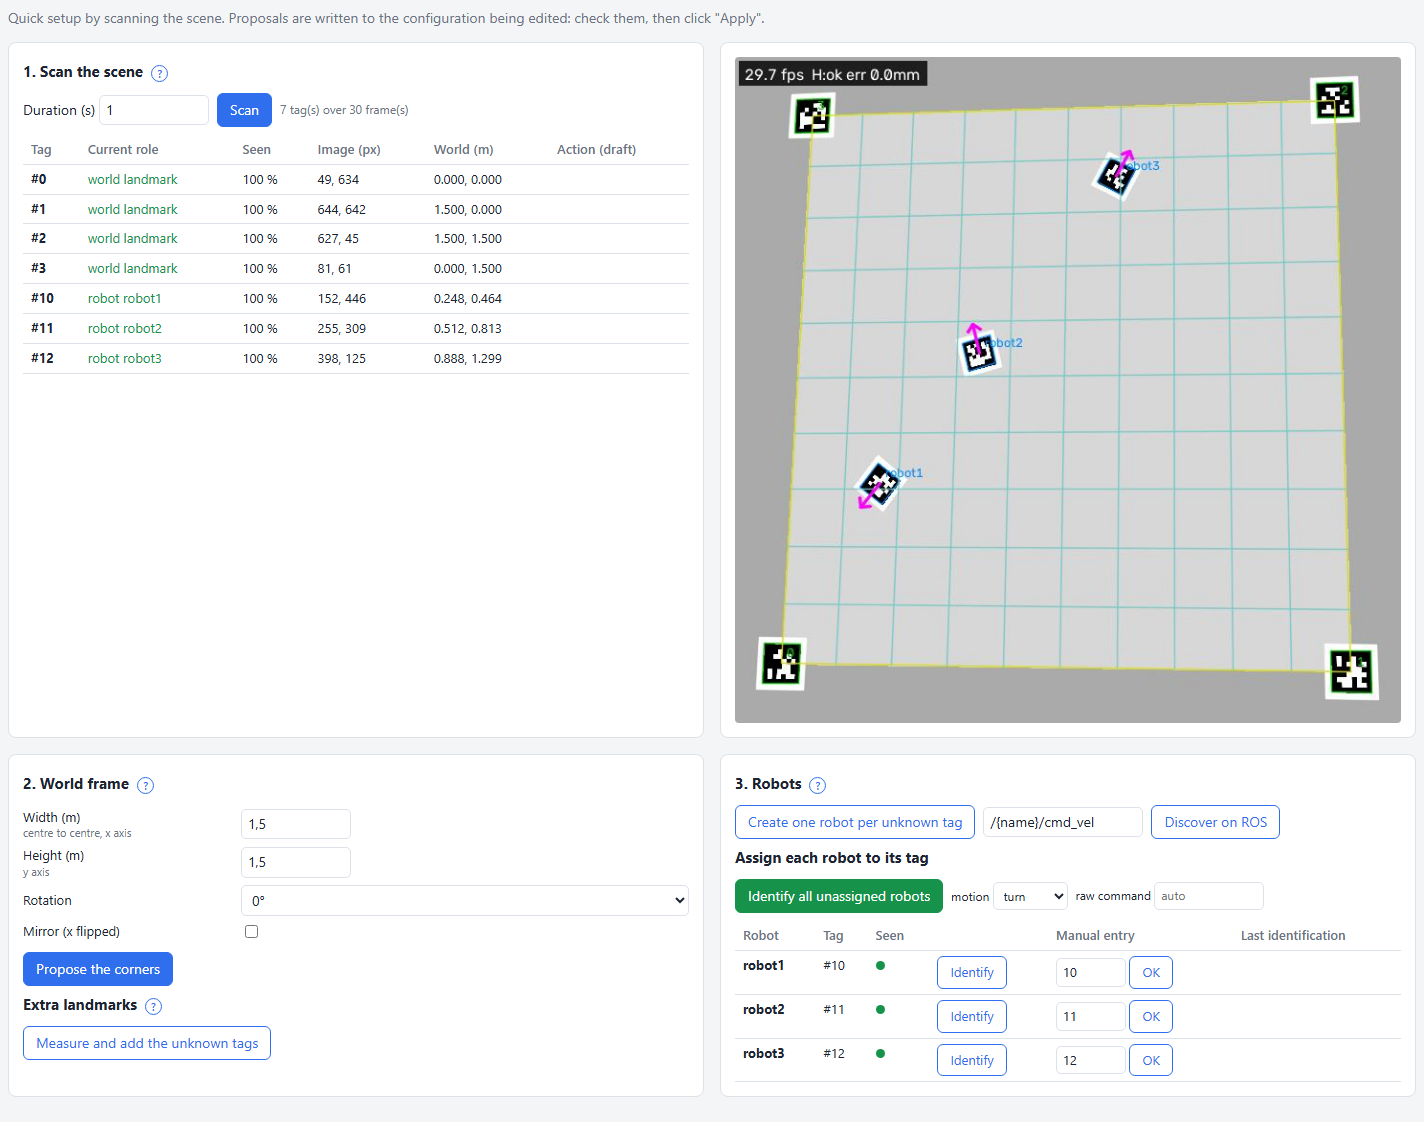 Quick setup by scanning the scene. Proposals are written to the configuration being edited: check them, then click "Apply".
1. Scan the scene ?
Duration (s) 1 Scan 7 tag(s) over 30 frame(s)
Tag Current role Seen Image (px) World (m) Action (draft)
#0 world landmark 100 % 49, 634 0.000, 0.000
#1 world landmark 100 % 644, 642 1.500, 0.000
#2 world landmark 100 % 627, 45 1.500, 1.500
#3 world landmark 100 % 81, 61 0.000, 1.500
#10 robot robot1 100 % 152, 446 0.248, 0.464
#11 robot robot2 100 % 255, 309 0.512, 0.813
#12 robot robot3 100 % 398, 125 0.888, 1.299
29.7 fps H:ok err 0.0mm
2
obot3
obot2
obot1
0
2. World frame ?
Width (m)
centre to centre, x axis
1,5
Height (m)
y axis
1,5
Rotation 0°
Mirror (x flipped)
Propose the corners
Extra landmarks ?
Measure and add the unknown tags
3. Robots ?
Create one robot per unknown tag /{name}/cmd_vel Discover on ROS
Assign each robot to its tag
Identify all unassigned robots motion turn raw command auto
Robot Tag Seen Manual entry Last identification
robot1 #10 Identify 10 OK
robot2 #11 Identify 11 OK
robot3 #12 Identify 12 OK